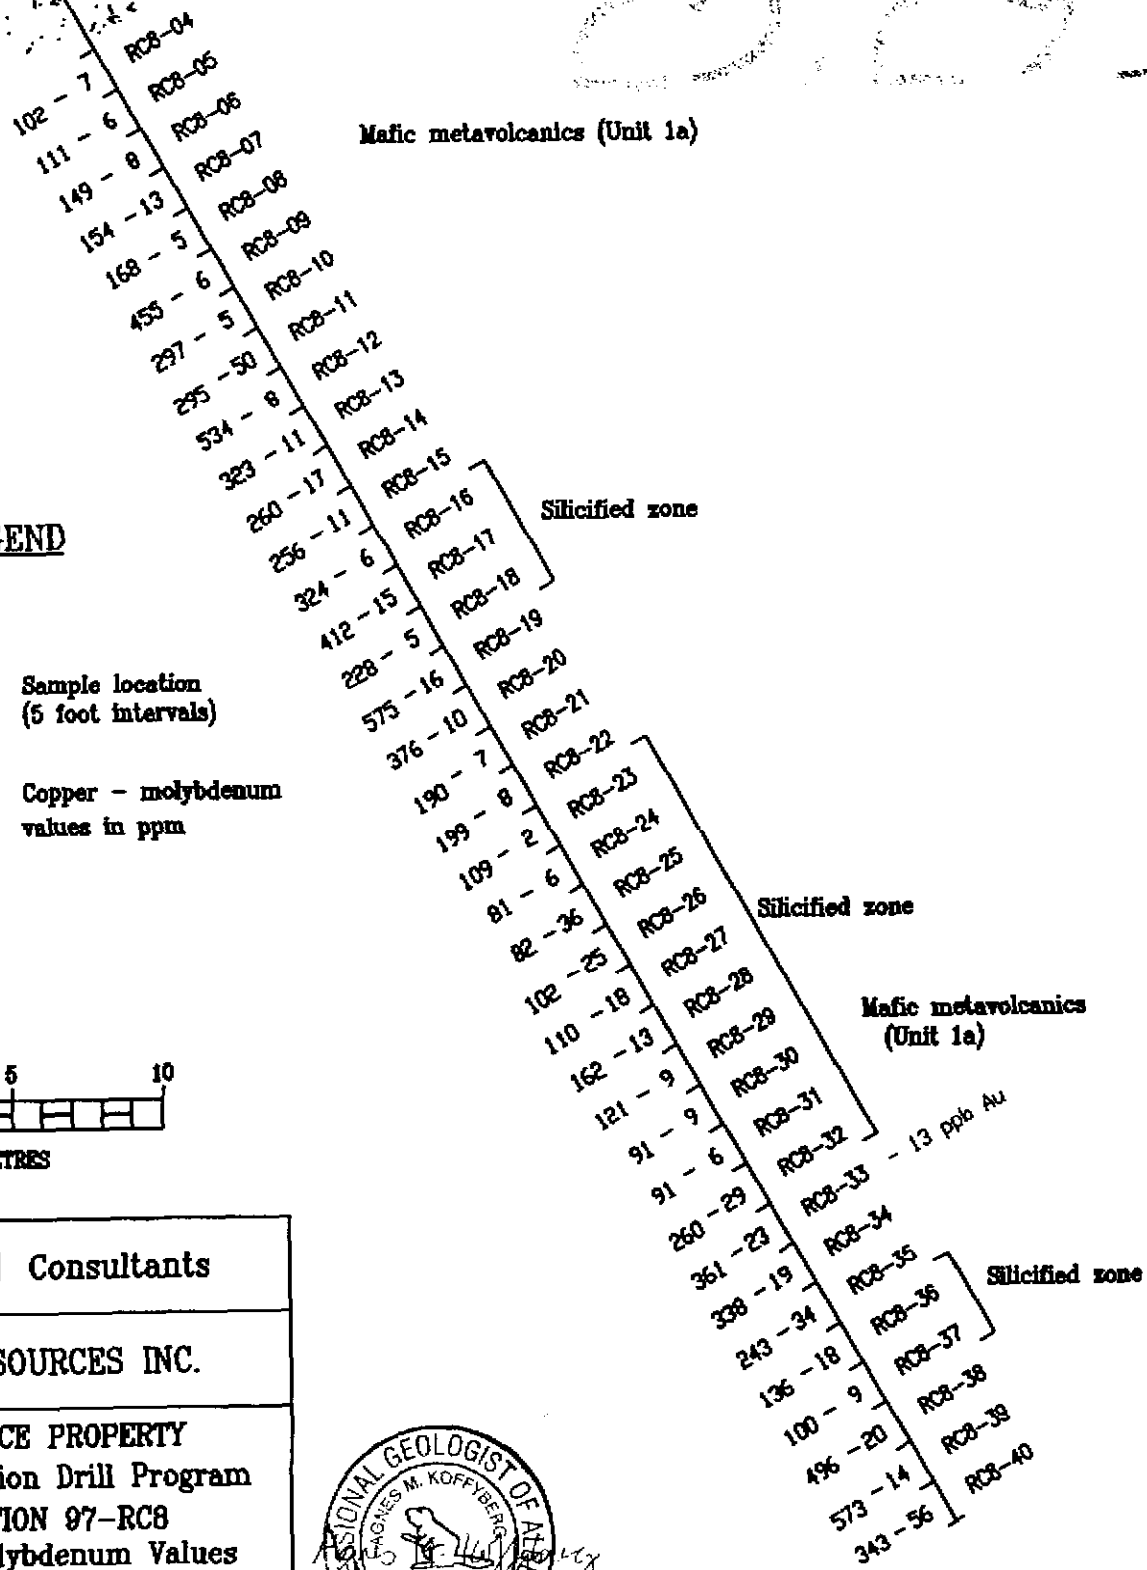 RC8-04
RC8-05
RC8-06
RC8-07
RC8-08
RC8-09
RC8-10
RC8-11
RC8-12
RC8-13
RC8-14
RC8-15
RC8-16
RC8-17
RC8-18
RC8-19
RC8-20
RC8-21
RC8-22
RC8-23
RC8-24
RC8-25
RC8-26
RC8-27
RC8-28
RC8-29
RC8-30
RC8-31
RC8-32
RC8-33 - 13 ppb Au
RC8-34
RC8-35
RC8-36
RC8-37
RC8-38
RC8-39
RC8-40
102 - 7
111 - 6
149 - 8
154 - 13
168 - 5
455 - 6
297 - 5
295 - 50
534 - 8
323 - 11
260 - 17
256 - 11
324 - 6
412 - 15
228 - 5
575 - 16
376 - 10
190 - 7
199 - 8
109 - 2
81 - 6
82 - 36
102 - 25
110 - 18
162 - 13
121 - 9
91 - 9
91 - 6
260 - 29
361 - 23
338 - 19
243 - 34
136 - 18
100 - 9
496 - 20
573 - 14
343 - 56
Mafic metavolcanics (Unit 1a)
Silicified zone
Silicified zone
Mafic metavolcanics
(Unit 1a)
Silicified zone
GEND
Sample location
(5 foot intervals)
Copper - molybdenum
values in ppm
5 10
TRES
Consultants
SOURCES INC.
CE PROPERTY
ion Drill Program
TION 97-RC8
lybdenum Values
SIONAL GEOLOGIST OF AL
AGNES M. KOFFYBERG